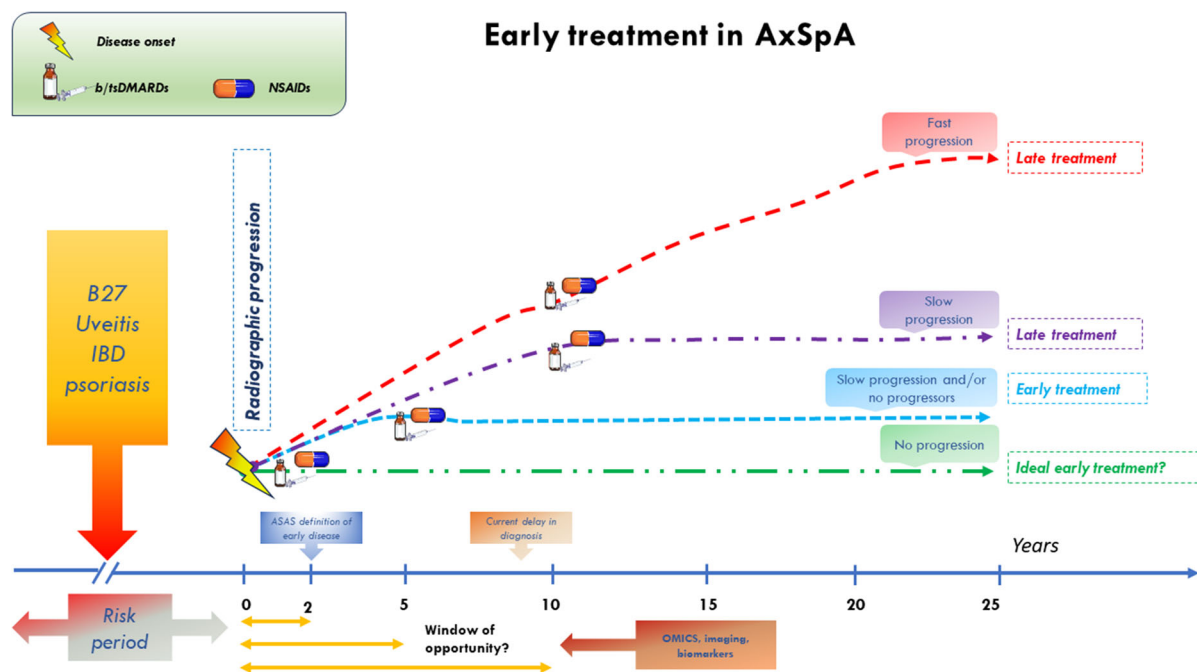 Early treatment in AxSpA
Disease onset
b/tsDMARDs
NSAIDs
Radiographic progression
B27
Uveitis
IBD
psoriasis
Fast
progression
Late treatment
Slow
progression
Late treatment
Slow progression and/or
no progressors
Early treatment
No progression
Ideal early treatment?
ASAS definition of
early disease
Current delay in
diagnosis
Years
0
2
5
10
15
20
25
Risk
period
Window of
opportunity?
OMICS, imaging,
biomarkers